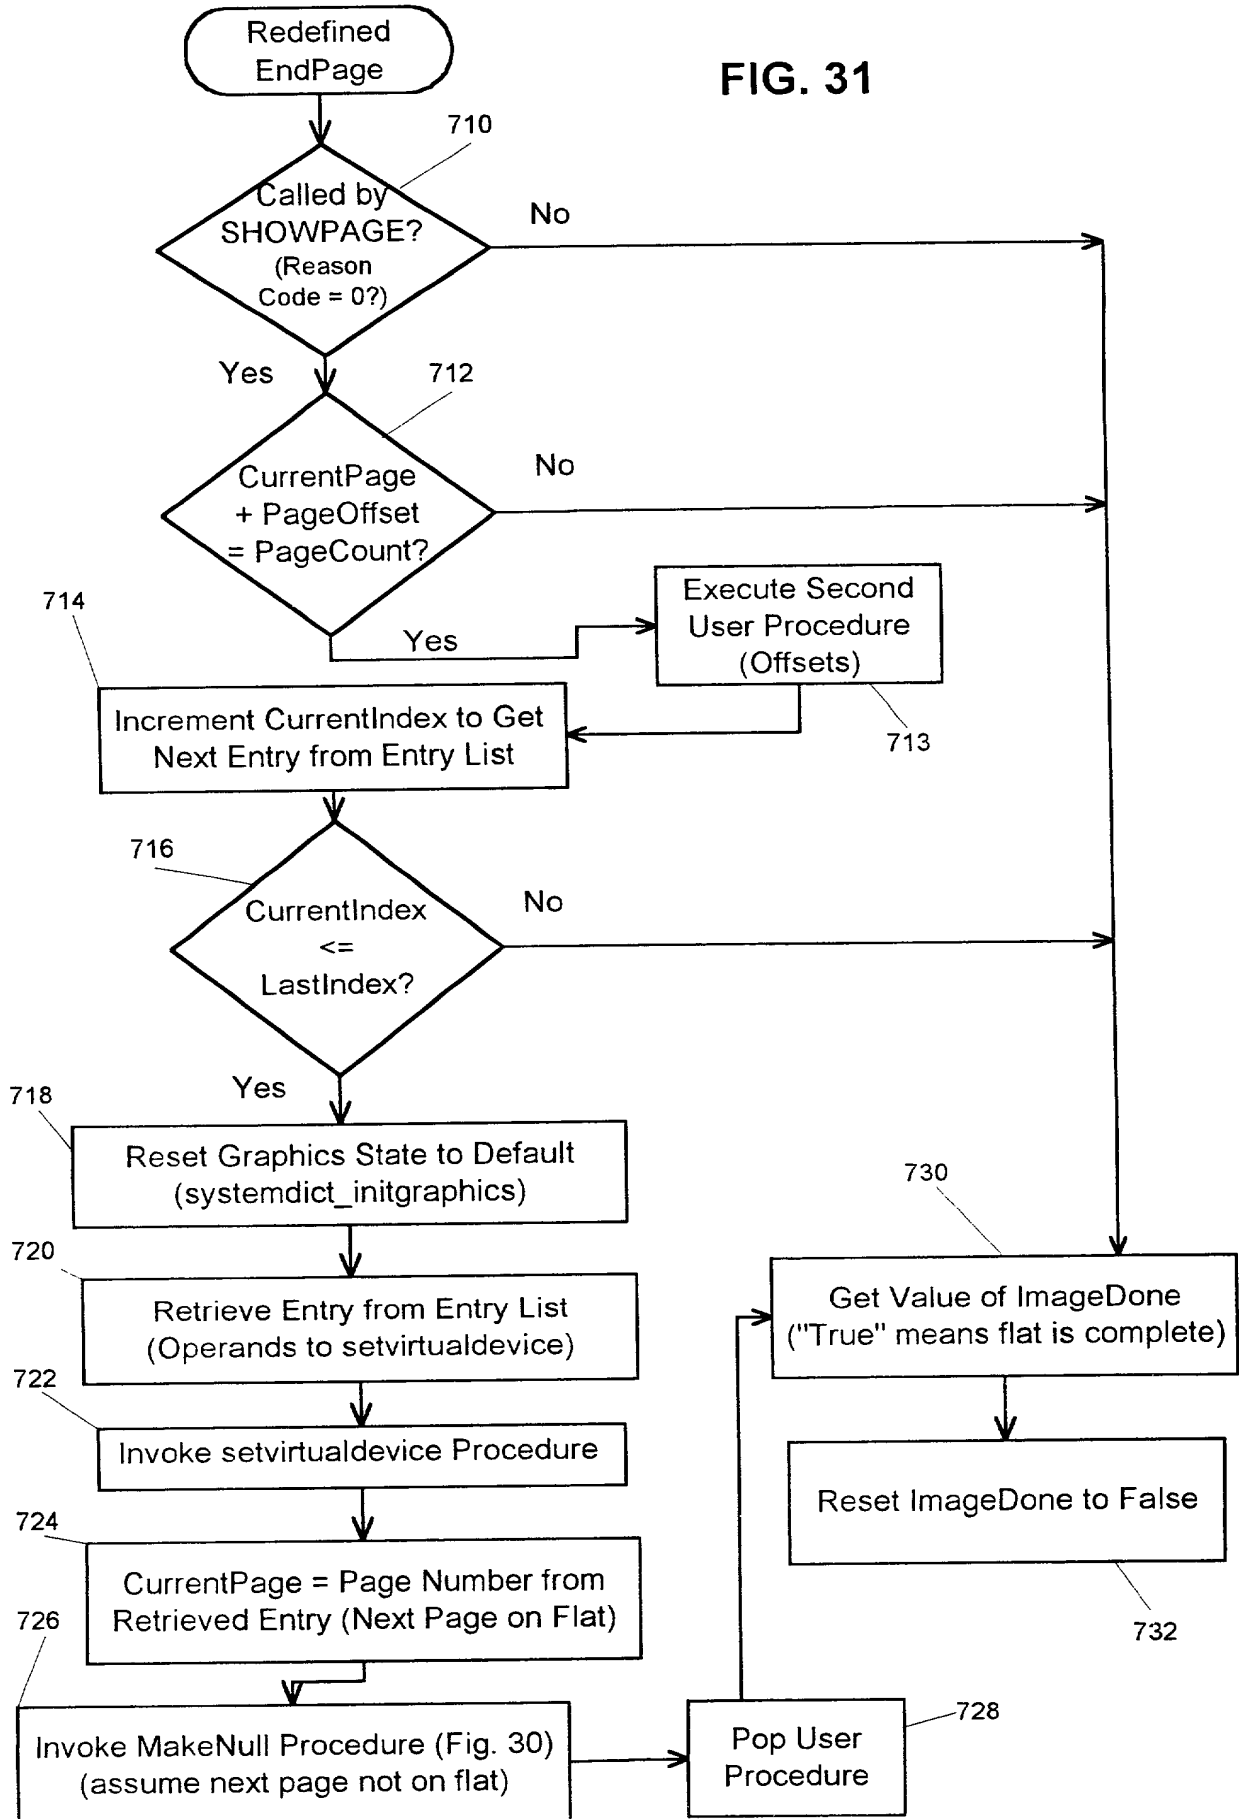 Redefined
EndPage
FIG. 31
710
Called by
SHOWPAGE?
(Reason
Code = 0?)
No
Yes
712
CurrentPage
+ PageOffset
= PageCount?
No
Yes
Execute Second
User Procedure
(Offsets)
713
714
Increment CurrentIndex to Get
Next Entry from Entry List
716
CurrentIndex
<=
LastIndex?
No
Yes
718
Reset Graphics State to Default
(systemdict_initgraphics)
720
Retrieve Entry from Entry List
(Operands to setvirtualdevice)
722
Invoke setvirtualdevice Procedure
724
CurrentPage = Page Number from
Retrieved Entry (Next Page on Flat)
726
Invoke MakeNull Procedure (Fig. 30)
(assume next page not on flat)
728
Pop User
Procedure
730
Get Value of ImageDone
("True" means flat is complete)
Reset ImageDone to False
732